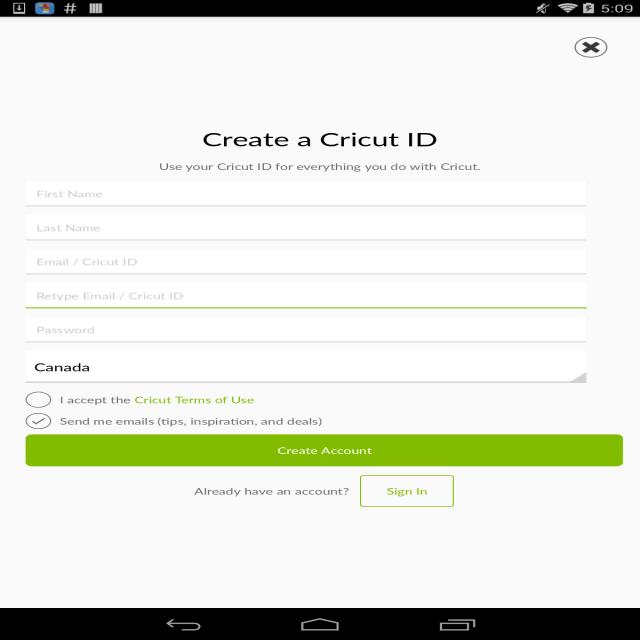 5:09
Create a Cricut ID
Use your Cricut ID for everything you do with Cricut.
First Name
Last Name
Email / Cricut ID
Retype Email / Cricut ID
Password
Canada
I accept the Cricut Terms of Use
Send me emails (tips, inspiration, and deals)
Create Account
Already have an account? Sign In